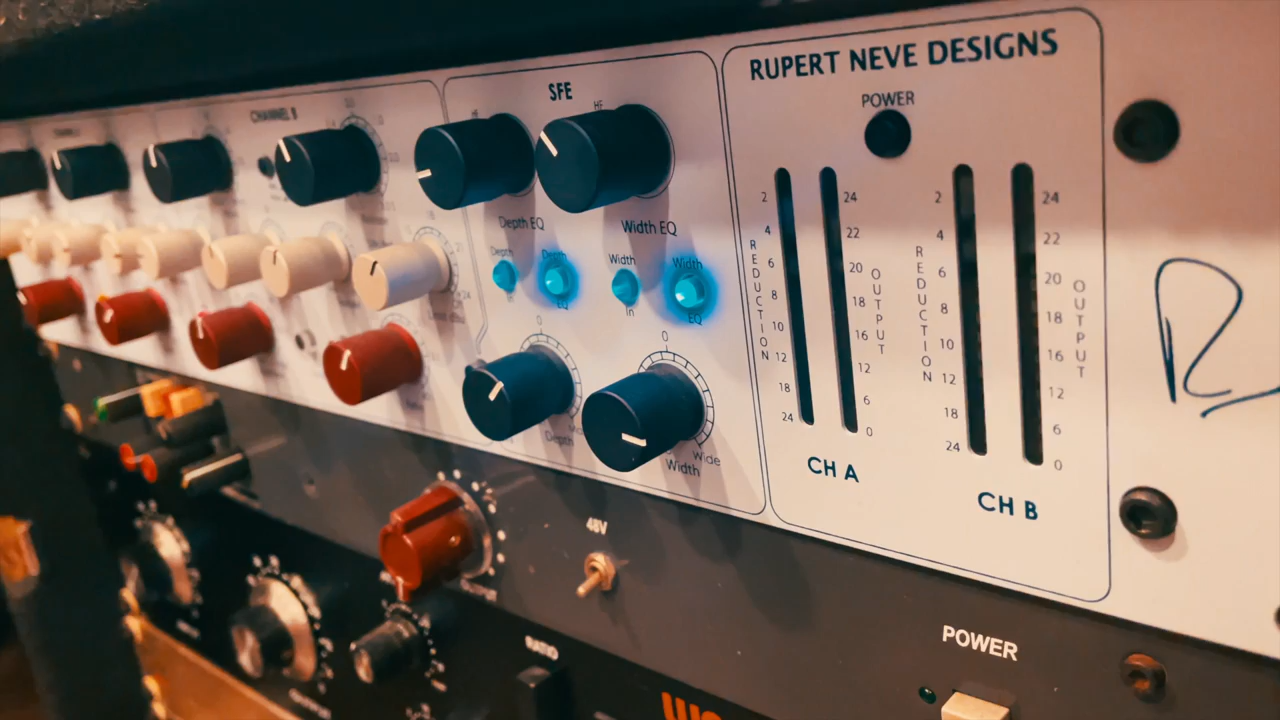 RUPERT NEVE DESIGNS
SFE
CHANNEL B
POWER
HF
HF
Depth EQ
Width EQ
Depth
In
Depth
EQ
Width
In
Width
EQ
0
0
Depth
Wide
Width
REDUCTION
2
4
6
8
10
12
18
24
24
22
20
18
16
12
6
0
OUTPUT
CH A
REDUCTION
2
4
6
8
10
12
18
24
24
22
20
18
16
12
6
0
OUTPUT
CH B
48V
RATIO
POWER